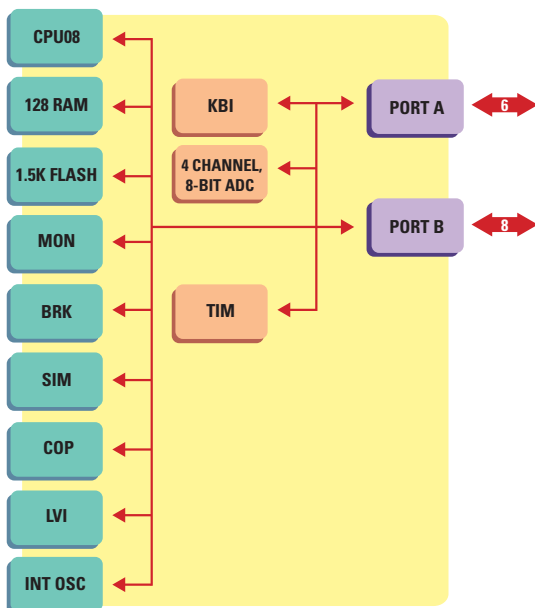 CPU08
128 RAM
1.5K FLASH
MON
BRK
SIM
COP
LVI
INT OSC
KBI
4 CHANNEL,
8-BIT ADC
TIM
PORT A
6
PORT B
8